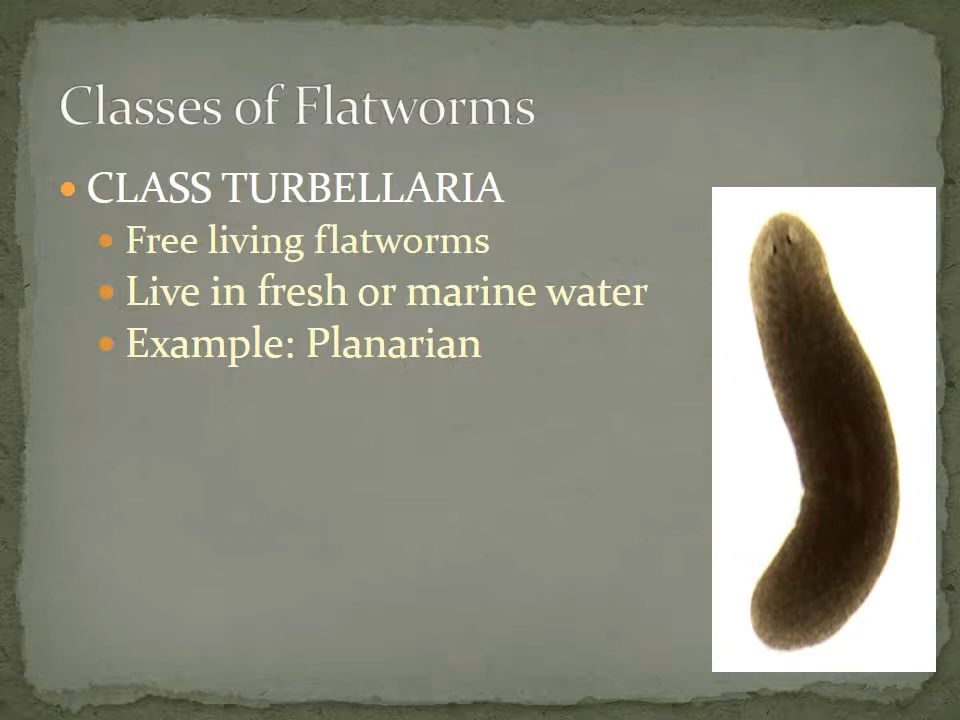 Classes of Flatworms
CLASS TURBELLARIA
Free living flatworms
Live in fresh or marine water
Example: Planarian